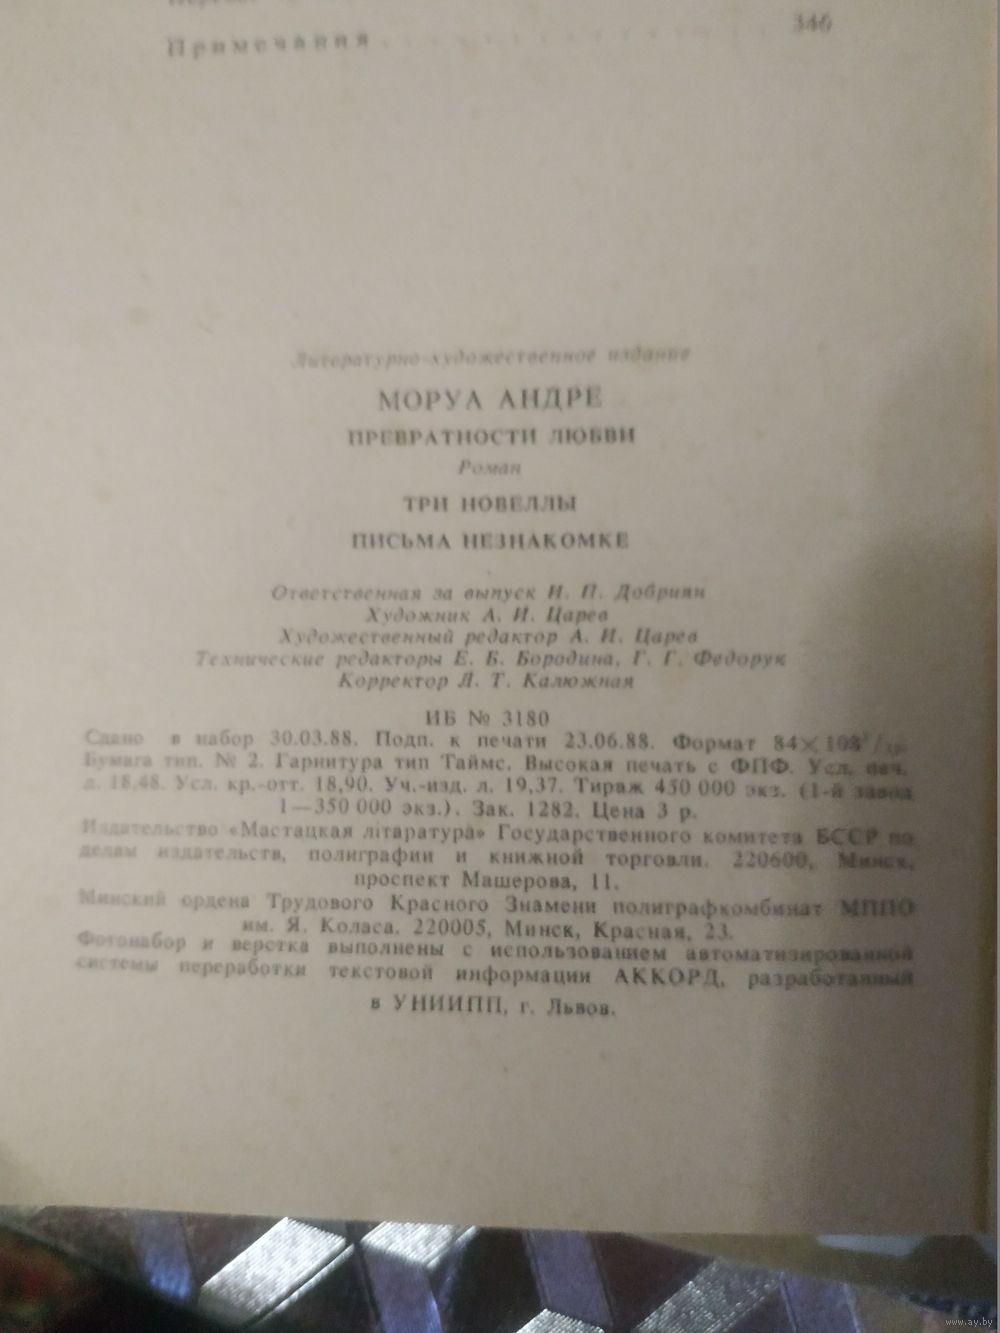 Примечания 346
Литературно-художественное издание
МОРУА АНДРЕ
ПРЕВРАТНОСТИ ЛЮБВИ
Роман
ТРИ НОВЕЛЛЫ
ПИСЬМА НЕЗНАКОМКЕ
Ответственная за выпуск И. П. Добриян
Художник А. И. Царев
Художественный редактор А. И. Царев
Технические редакторы Е. Б. Бородина, Г. Г. Федорук
Корректор Л. Т. Калюжная
ИБ № 3180
Сдано в набор 30.03.88. Подп. к печати 23.06.88. Формат 84×108¹/₃₂.
Бумага тип. № 2. Гарнитура тип Таймс. Высокая печать с ФПФ. Усл. печ.
л. 18,48. Усл. кр.-отт. 18,90. Уч.-изд. л. 19,37. Тираж 450 000 экз. (1-й завод
1—350 000 экз.). Зак. 1282. Цена 3 р.
Издательство «Мастацкая літаратура» Государственного комитета БССР по
делам издательств, полиграфии и книжной торговли. 220600, Минск,
проспект Машерова, 11.
Минский ордена Трудового Красного Знамени полиграфкомбинат МППО
им. Я. Коласа. 220005, Минск, Красная, 23.
Фотонабор и верстка выполнены с использованием автоматизированной
системы переработки текстовой информации АККОРД, разработанный
в УНИИПП, г. Львов.
www.ay.by